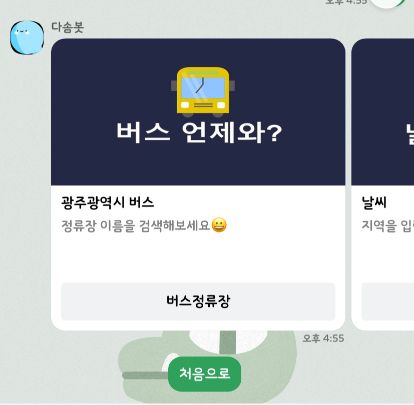 오후 4:55
다솜봇
버스 언제와?
광주광역시 버스
정류장 이름을 검색해보세요😀
버스정류장
날씨
지역을
오후 4:55
처음으로